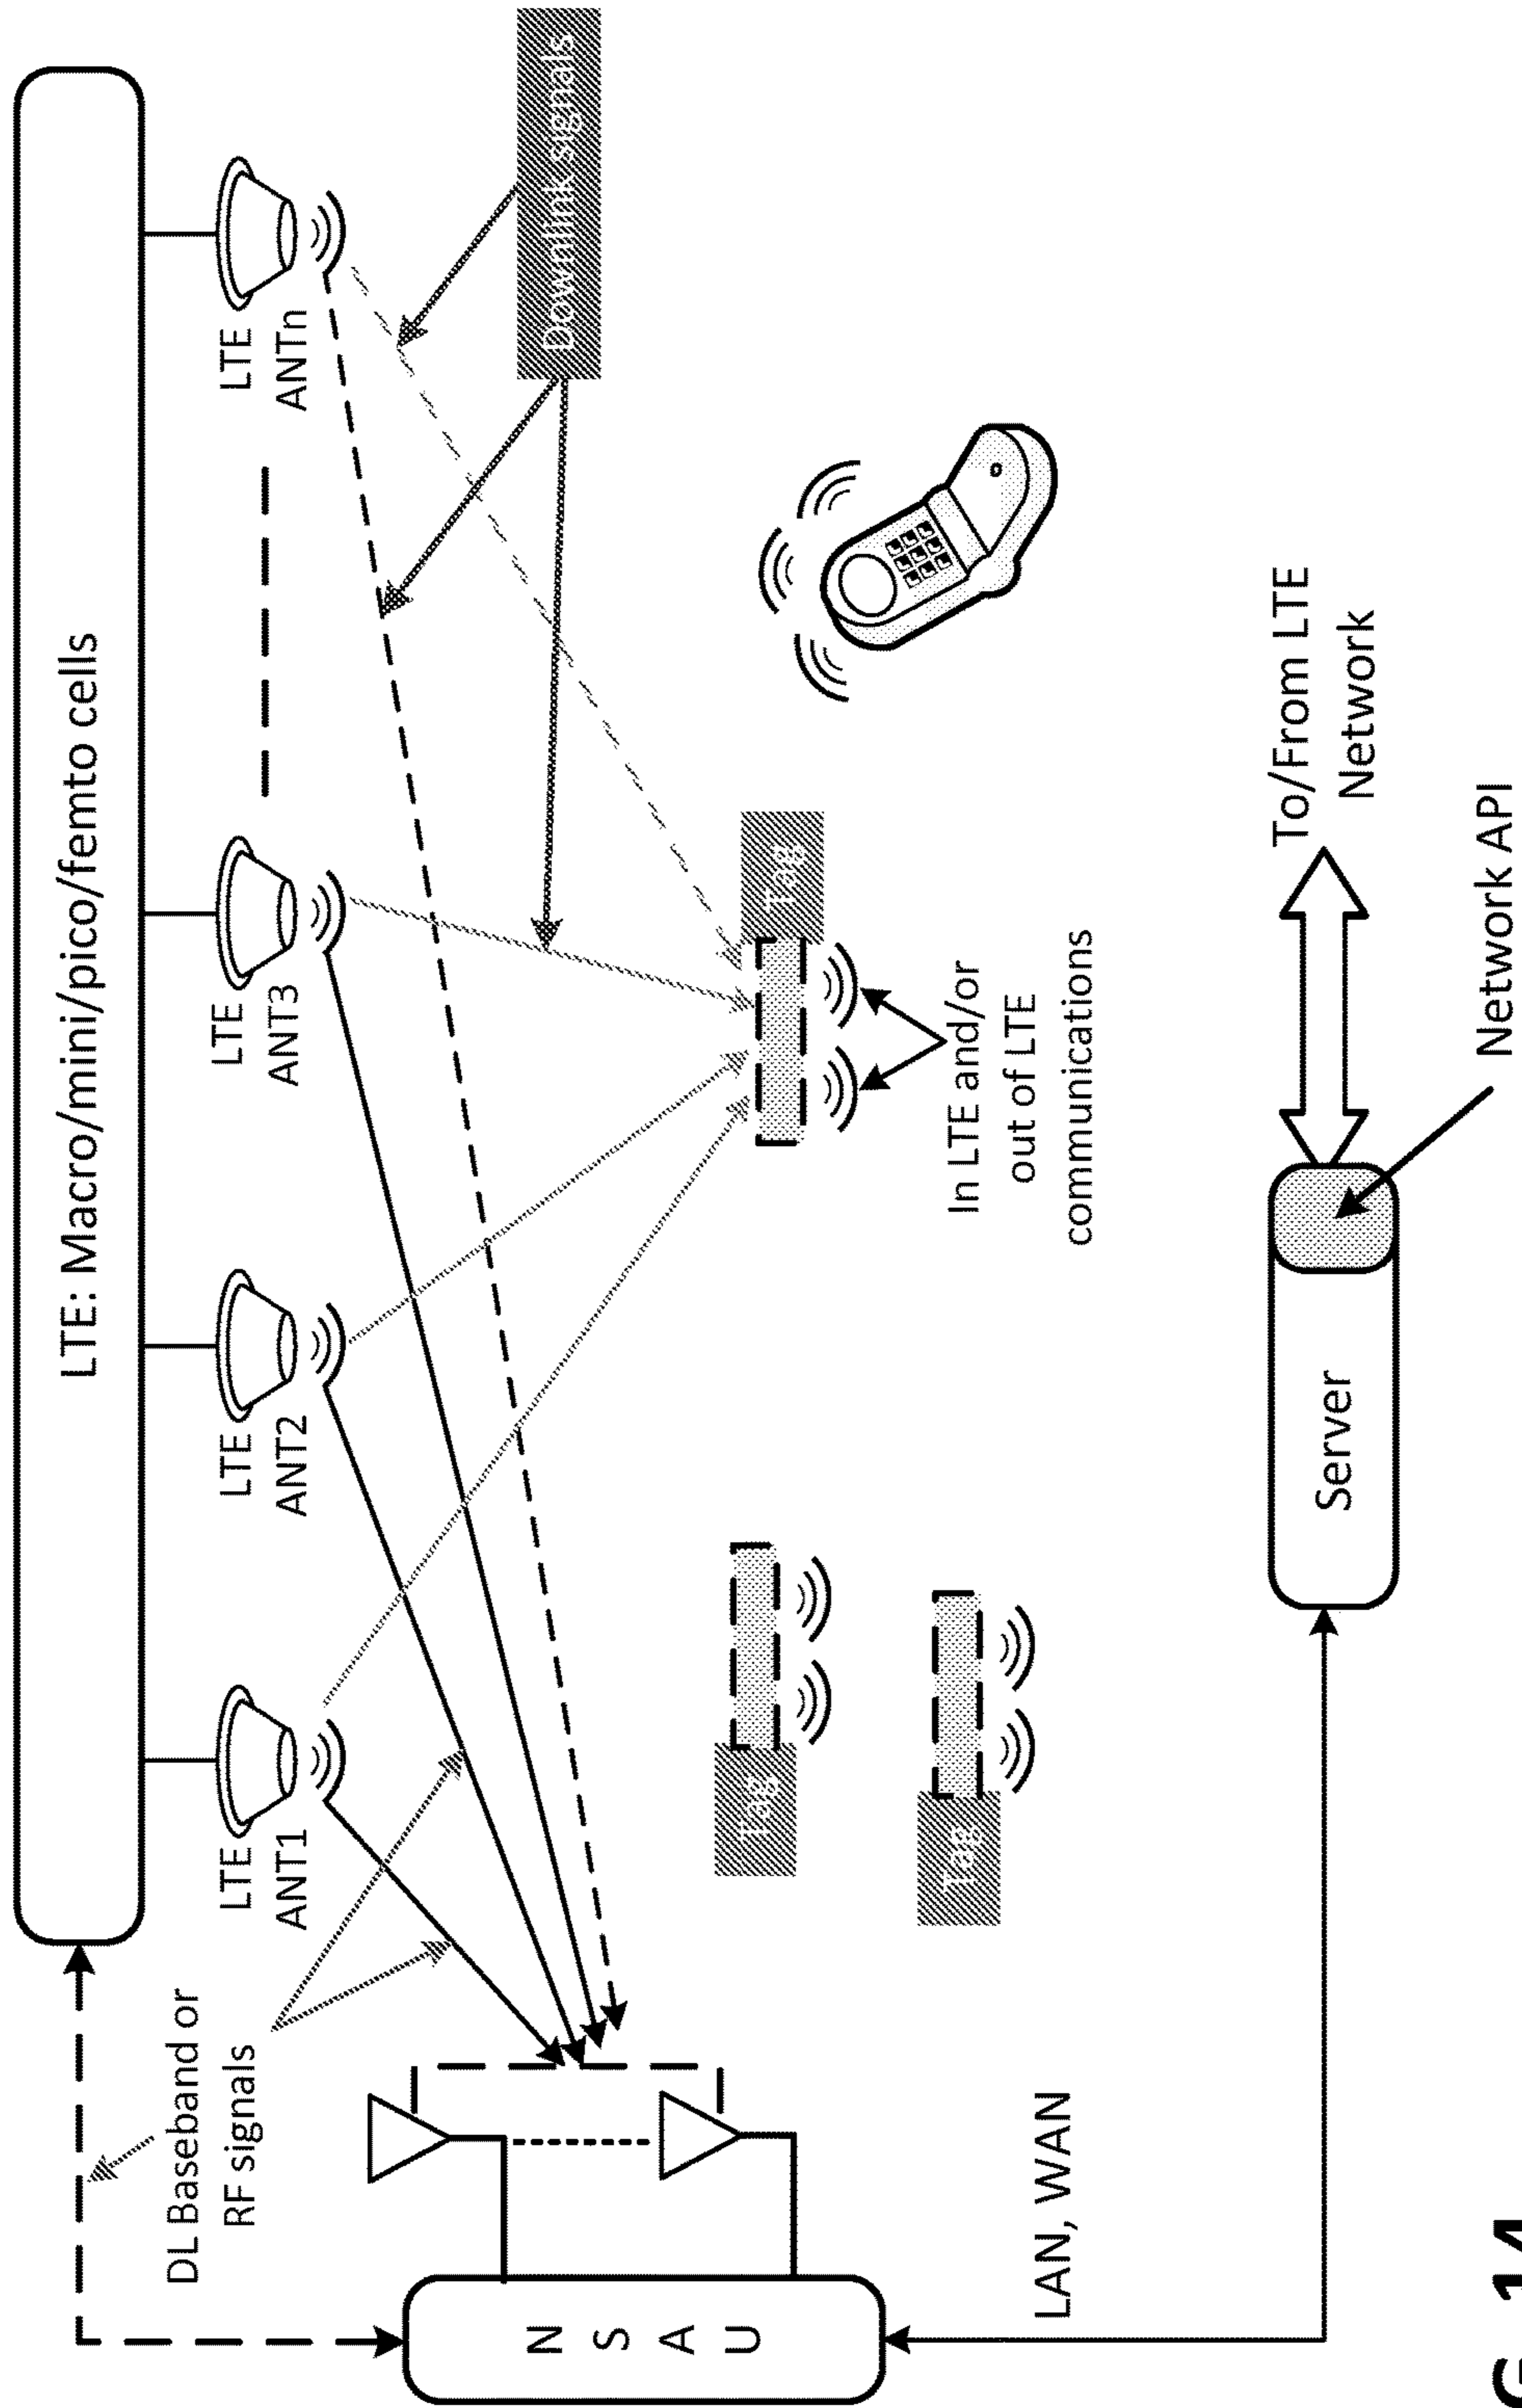 LTE: Macro/mini/pico/femto cells
DL Baseband or
RF signals
LTE
ANT1
LTE
ANT2
LTE
ANT3
LTE
ANTn
Downlink signals
N
S
A
U
Tag
Tag
Tag
In LTE and/or
out of LTE
communications
LAN, WAN
Server
To/From LTE
Network
Network API
G. 14